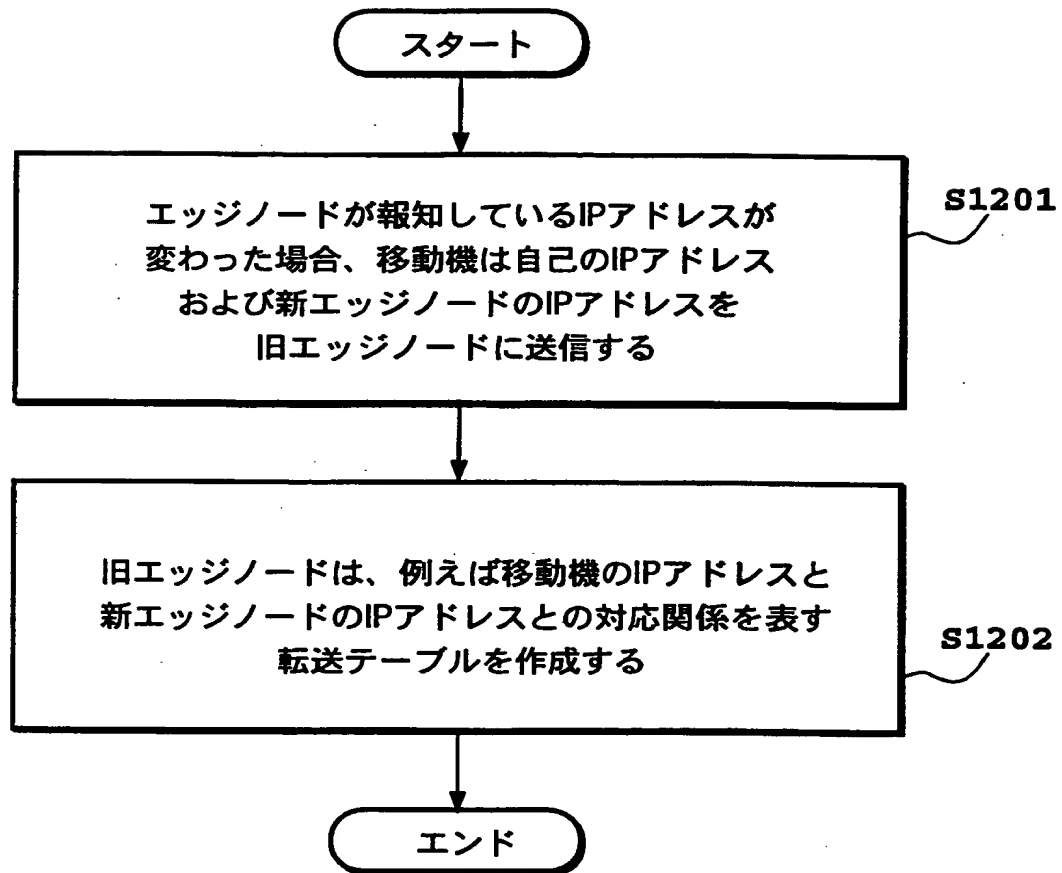 スタート
エッジノードが報知しているIPアドレスが
変わった場合、移動機は自己のIPアドレス
および新エッジノードのIPアドレスを
旧エッジノードに送信する
S1201
旧エッジノードは、例えば移動機のIPアドレスと
新エッジノードのIPアドレスとの対応関係を表す
転送テーブルを作成する
S1202
エンド